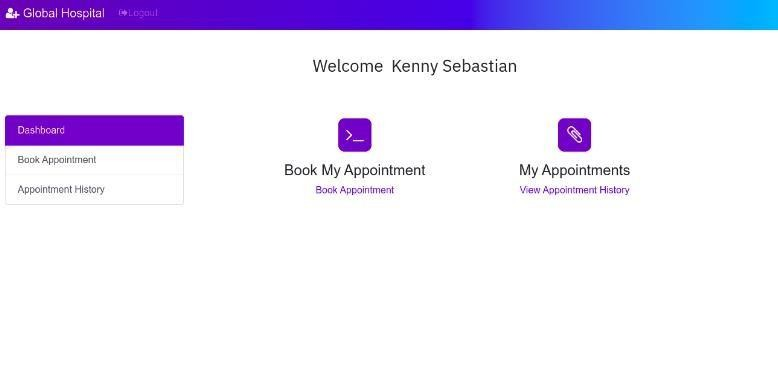 Global Hospital Logout
Welcome Kenny Sebastian
Dashboard
Book Appointment
Appointment History
Book My Appointment
Book Appointment
My Appointments
View Appointment History